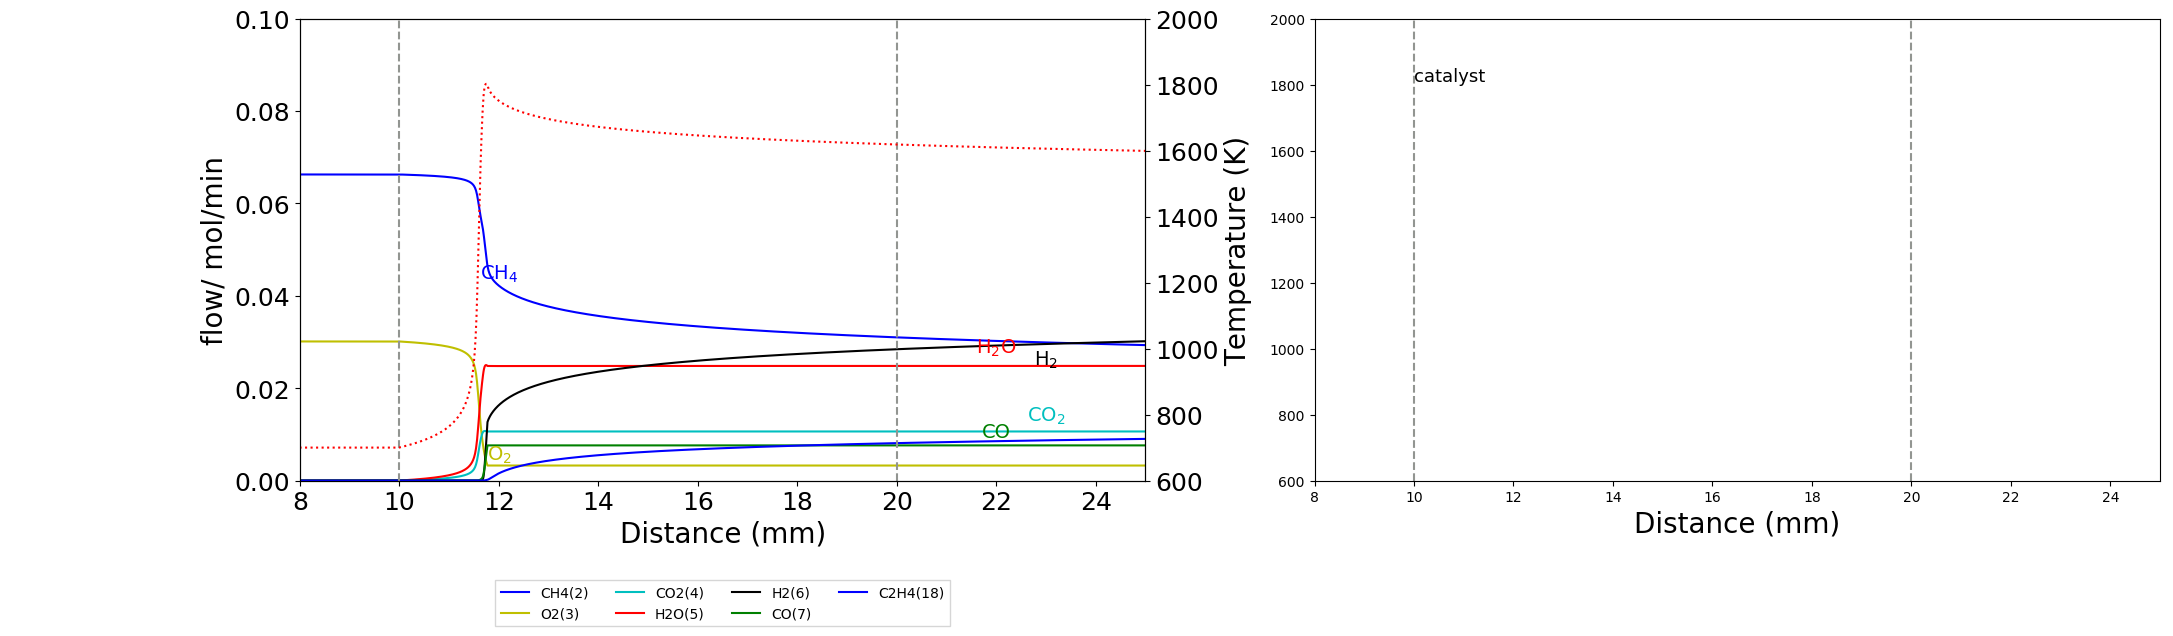 0.10
0.08
0.06
0.04
0.02
0.00
flow/ mol/min
8 10 12 14 16 18 20 22 24
Distance (mm)
2000
1800
1600
1400
1200
1000
800
600
Temperature (K)
CH₄
O₂
H₂O
H₂
CO₂
CO
CH4(2) CO2(4) H2(6) C2H4(18)
O2(3) H2O(5) CO(7)
2000
1800
1600
1400
1200
1000
800
600
catalyst
8 10 12 14 16 18 20 22 24
Distance (mm)